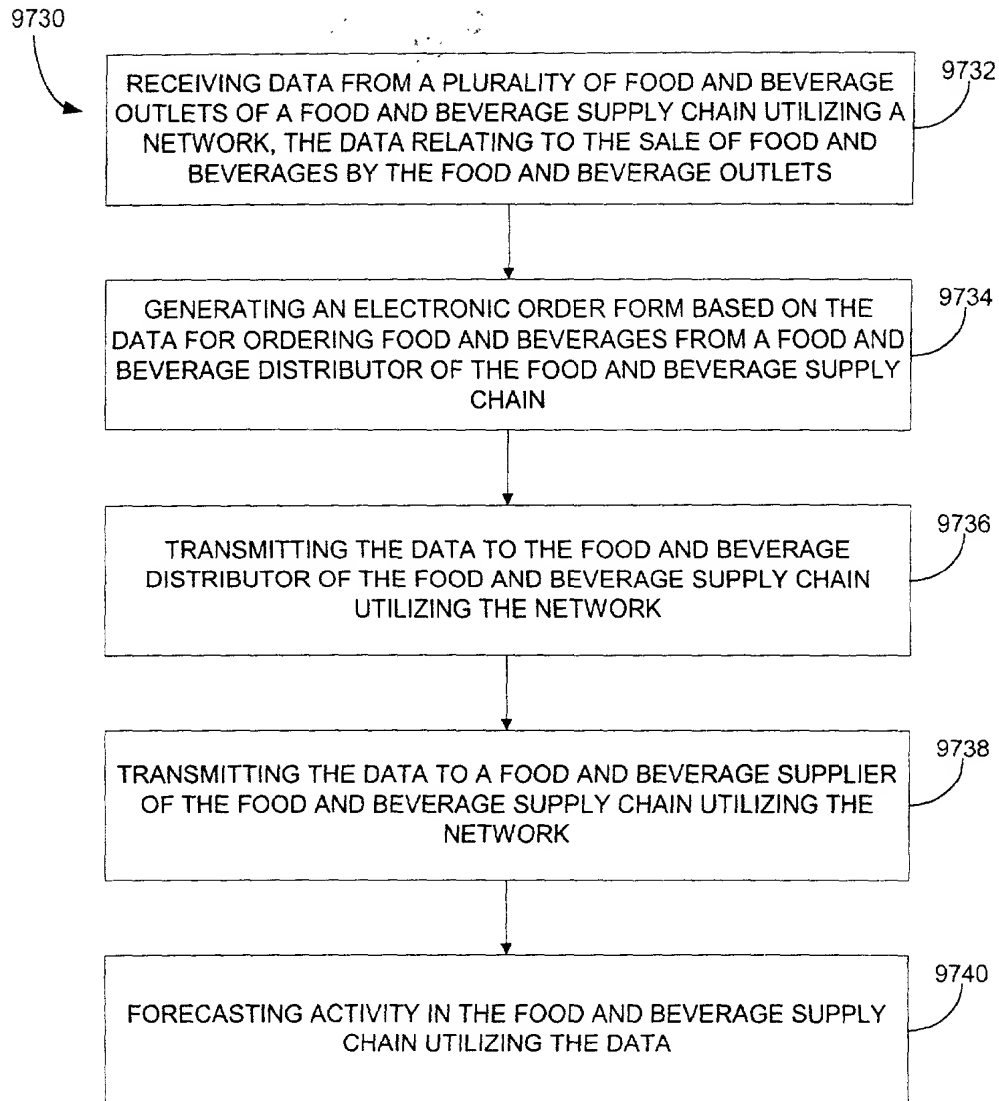 9730
RECEIVING DATA FROM A PLURALITY OF FOOD AND BEVERAGE
OUTLETS OF A FOOD AND BEVERAGE SUPPLY CHAIN UTILIZING A
NETWORK, THE DATA RELATING TO THE SALE OF FOOD AND
BEVERAGES BY THE FOOD AND BEVERAGE OUTLETS
9732
GENERATING AN ELECTRONIC ORDER FORM BASED ON THE
DATA FOR ORDERING FOOD AND BEVERAGES FROM A FOOD AND
BEVERAGE DISTRIBUTOR OF THE FOOD AND BEVERAGE SUPPLY
CHAIN
9734
TRANSMITTING THE DATA TO THE FOOD AND BEVERAGE
DISTRIBUTOR OF THE FOOD AND BEVERAGE SUPPLY CHAIN
UTILIZING THE NETWORK
9736
TRANSMITTING THE DATA TO A FOOD AND BEVERAGE SUPPLIER
OF THE FOOD AND BEVERAGE SUPPLY CHAIN UTILIZING THE
NETWORK
9738
FORECASTING ACTIVITY IN THE FOOD AND BEVERAGE SUPPLY
CHAIN UTILIZING THE DATA
9740